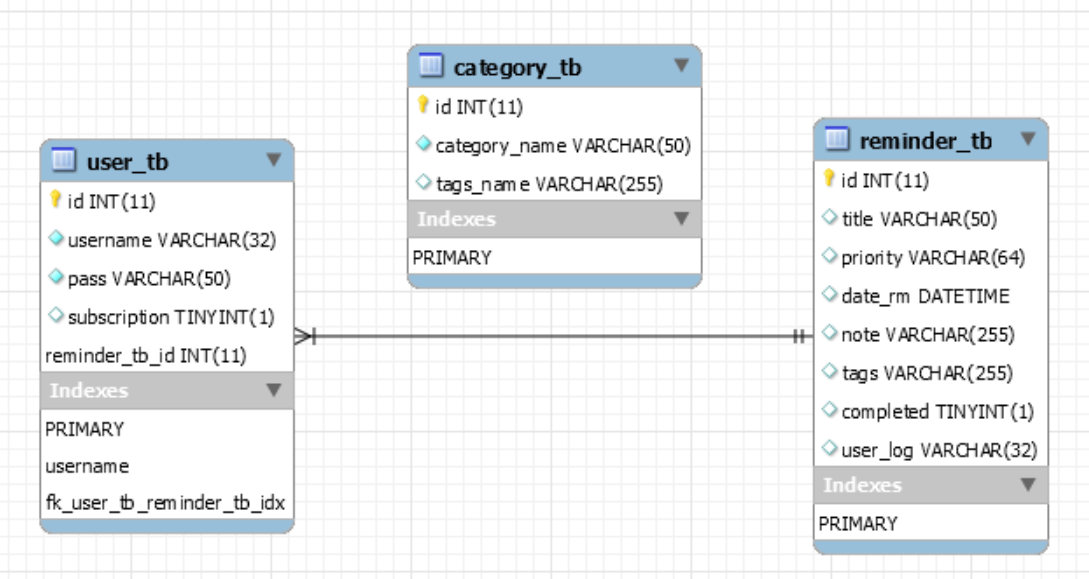 category_tb
id INT(11)
category_name VARCHAR(50)
tags_name VARCHAR(255)
Indexes
PRIMARY
user_tb
id INT(11)
username VARCHAR(32)
pass VARCHAR(50)
subscription TINYINT(1)
reminder_tb_id INT(11)
Indexes
PRIMARY
username
fk_user_tb_reminder_tb_idx
reminder_tb
id INT(11)
title VARCHAR(50)
priority VARCHAR(64)
date_rm DATETIME
note VARCHAR(255)
tags VARCHAR(255)
completed TINYINT(1)
user_log VARCHAR(32)
Indexes
PRIMARY